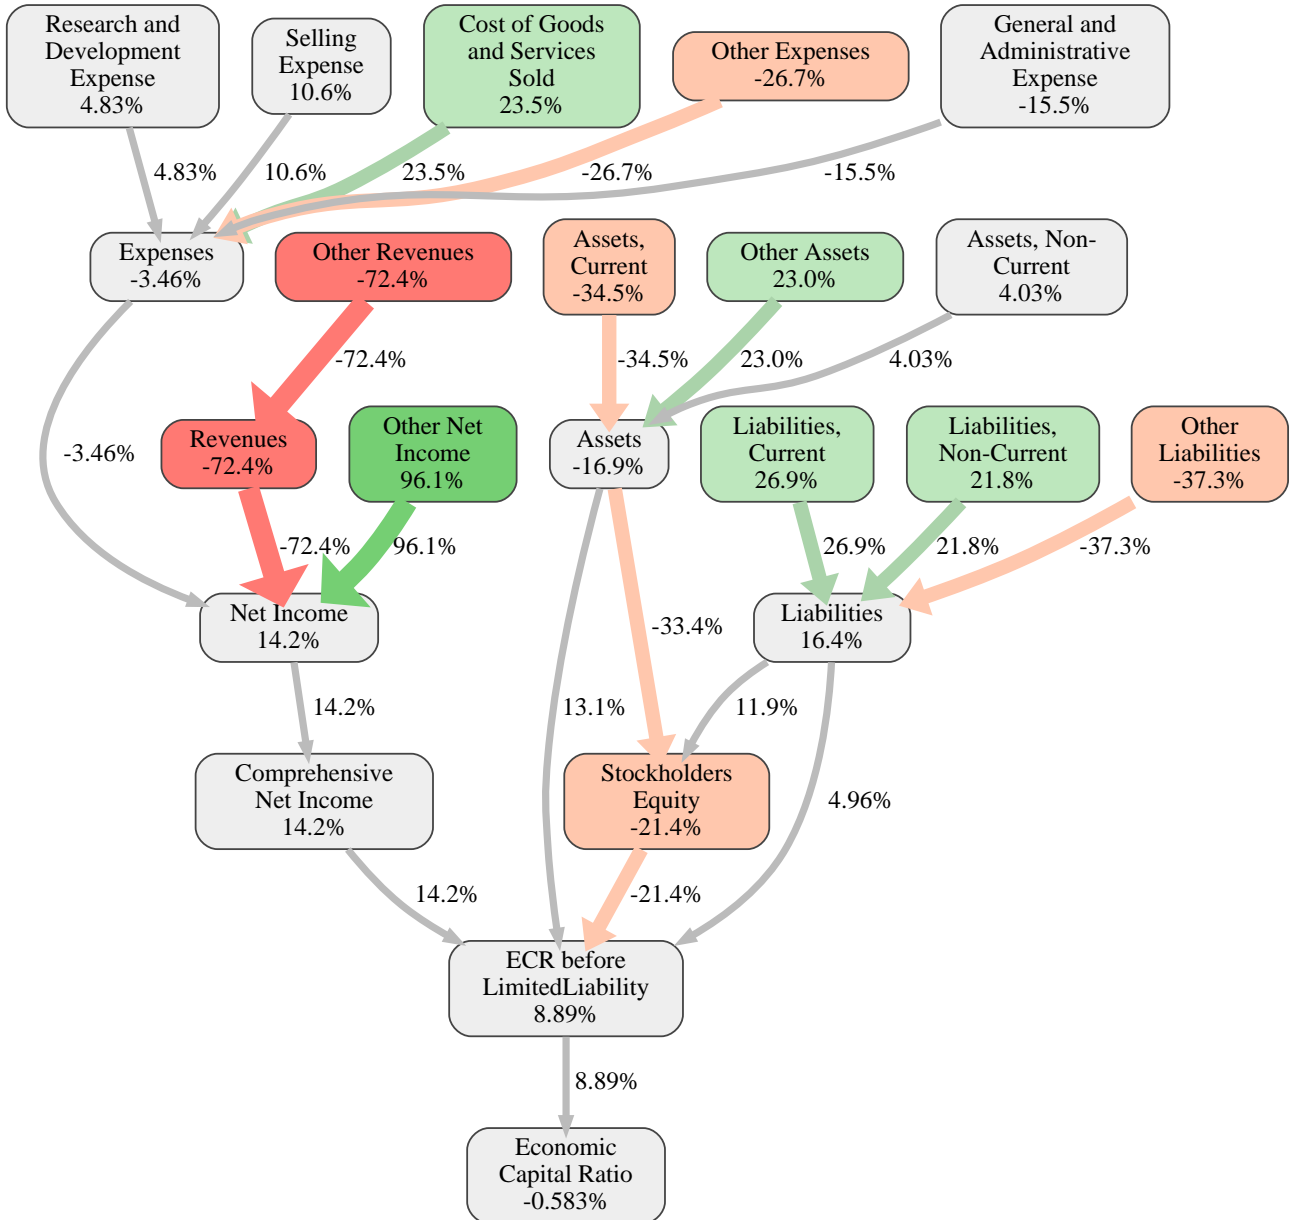 Research and
Development
Expense
4.83%
Selling
Expense
10.6%
Cost of Goods
and Services
Sold
23.5%
Other Expenses
-26.7%
General and
Administrative
Expense
-15.5%
4.83%
10.6%
23.5%
-26.7%
-15.5%
Expenses
-3.46%
Other Revenues
-72.4%
Assets,
Current
-34.5%
Other Assets
23.0%
Assets, Non-
Current
4.03%
-72.4%
-34.5%
23.0%
4.03%
-3.46%
Revenues
-72.4%
Other Net
Income
96.1%
Assets
-16.9%
Liabilities,
Current
26.9%
Liabilities,
Non-Current
21.8%
Other
Liabilities
-37.3%
-72.4%
96.1%
26.9%
21.8%
-37.3%
Net Income
14.2%
-33.4%
Liabilities
16.4%
14.2%
13.1%
11.9%
Comprehensive
Net Income
14.2%
Stockholders
Equity
-21.4%
4.96%
14.2%
-21.4%
ECR before
LimitedLiability
8.89%
8.89%
Economic
Capital Ratio
-0.583%